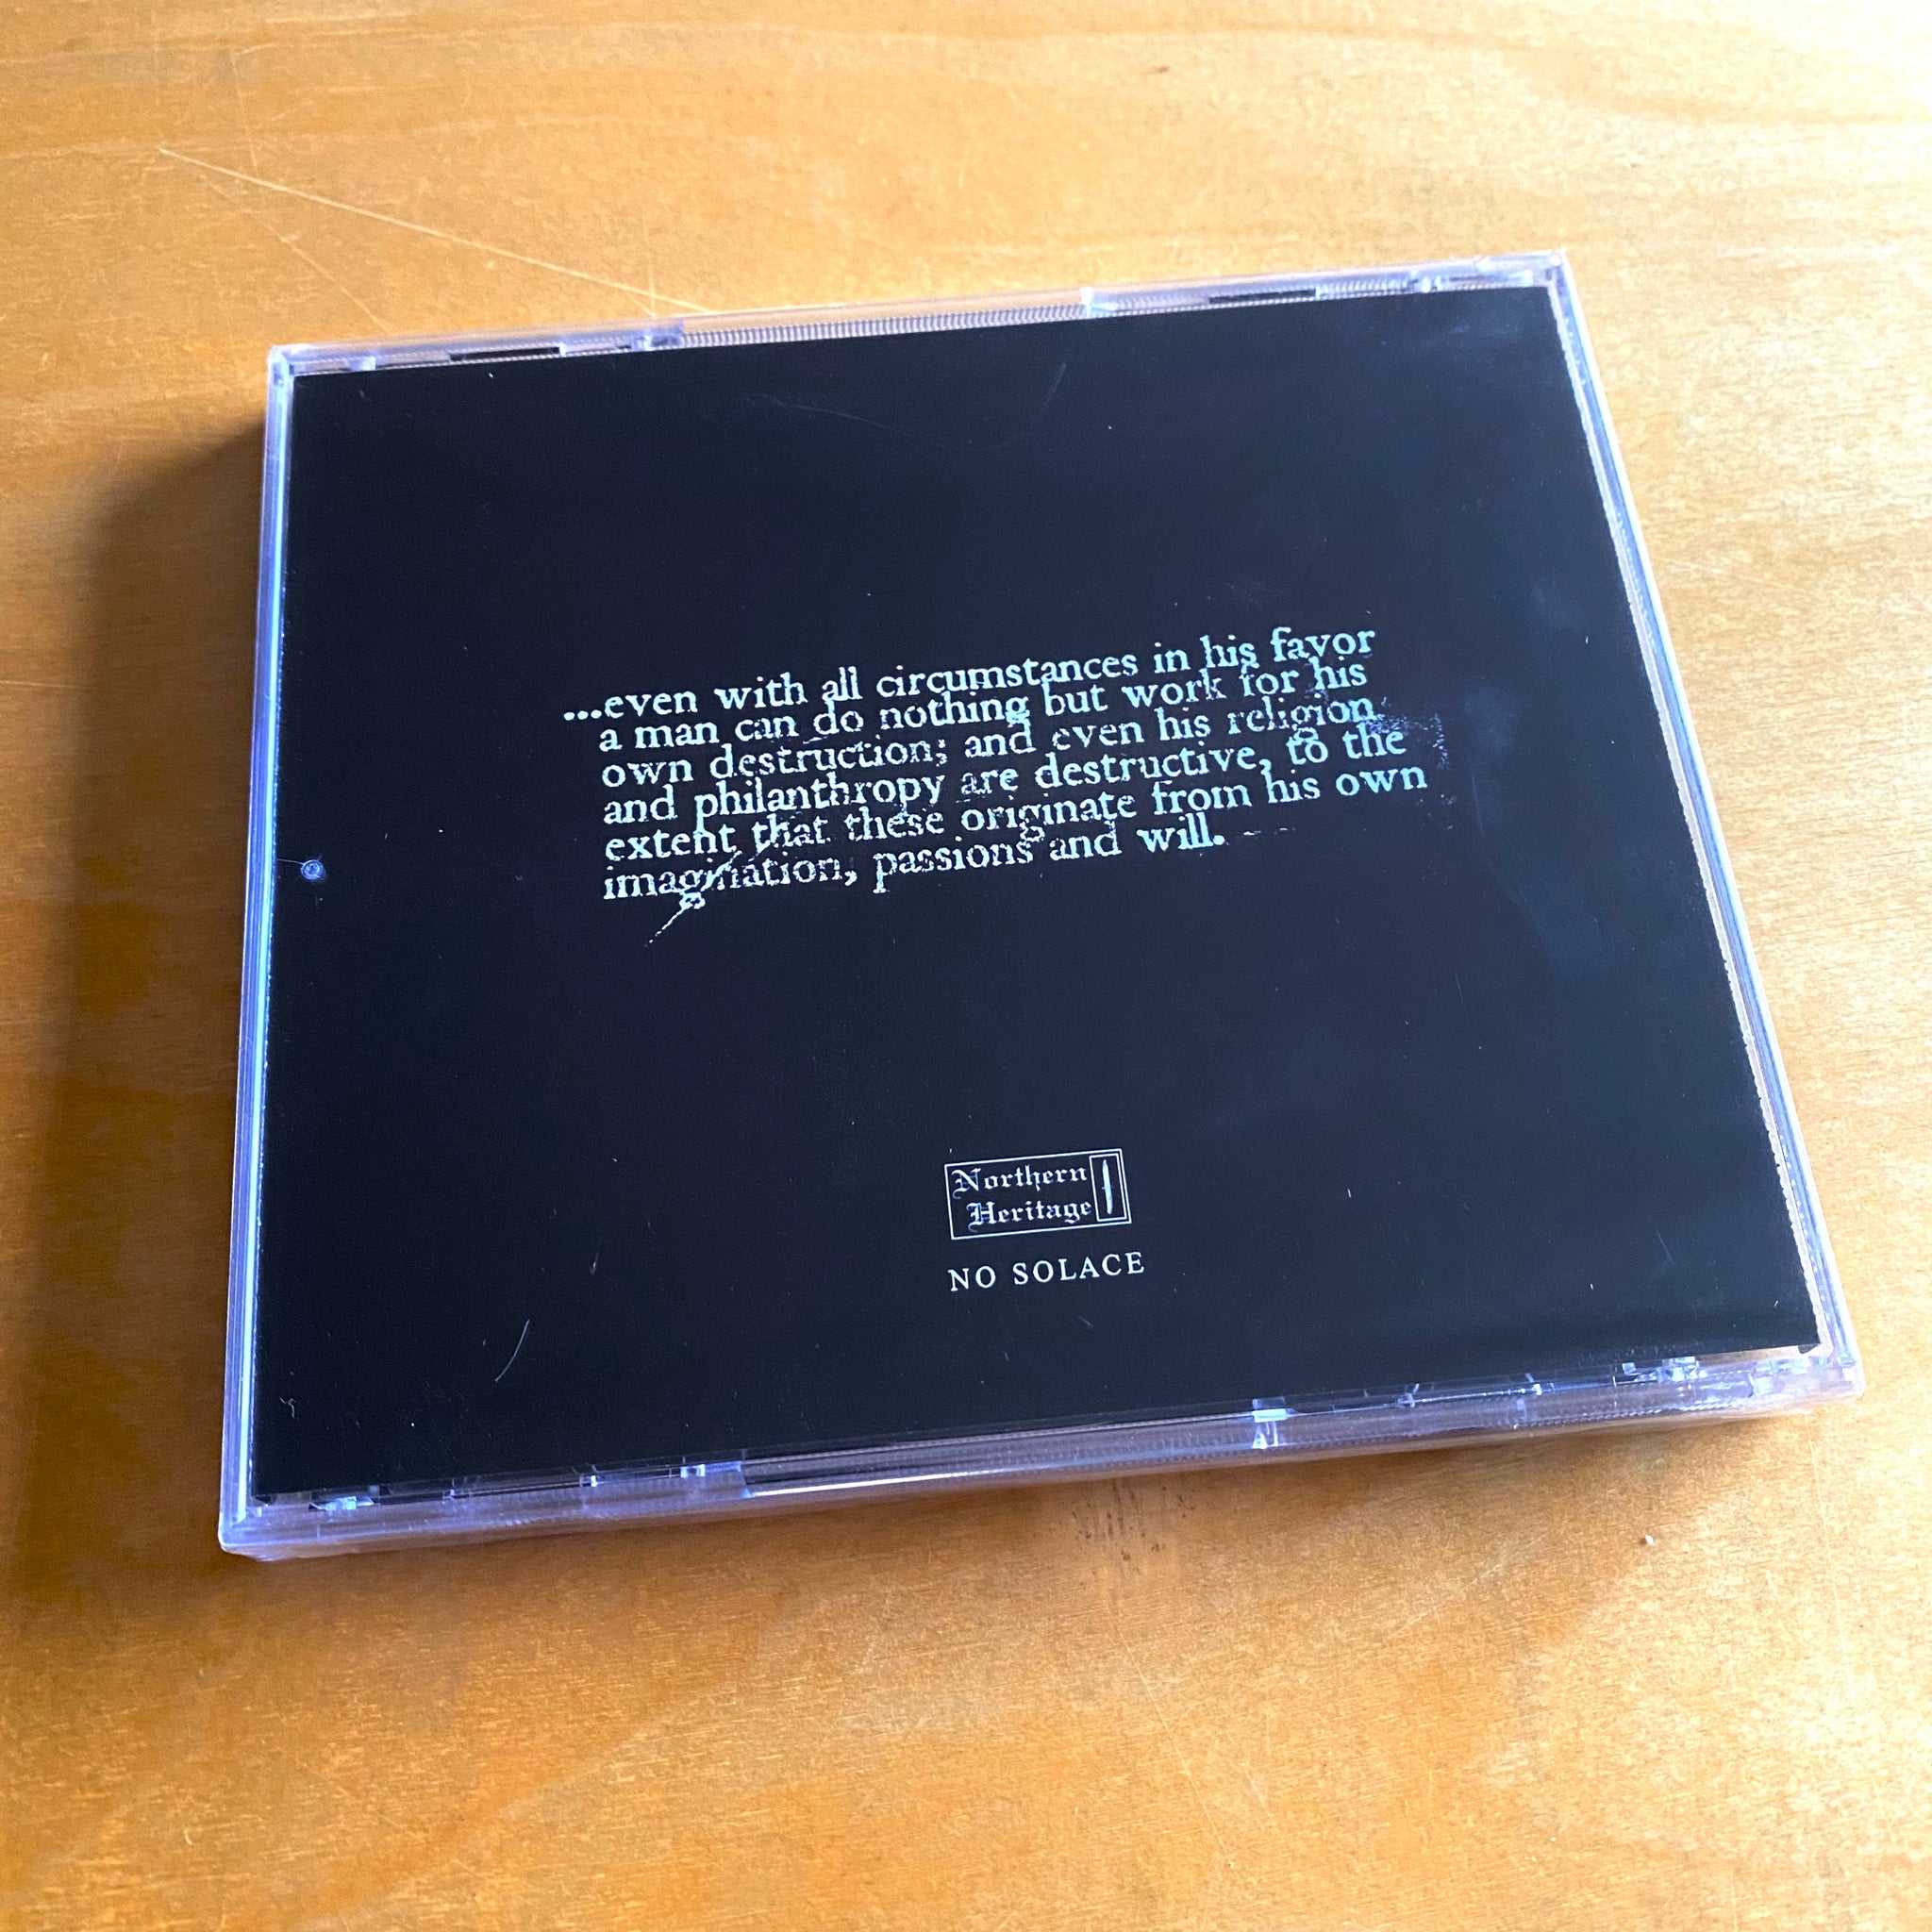 ...even with all circumstances in his favor
a man can do nothing but work for his
own destruction; and even his religion
and philanthropy are destructive, to the
extent that these originate from his own
imagination, passions and will.
Northern
Heritage
NO SOLACE